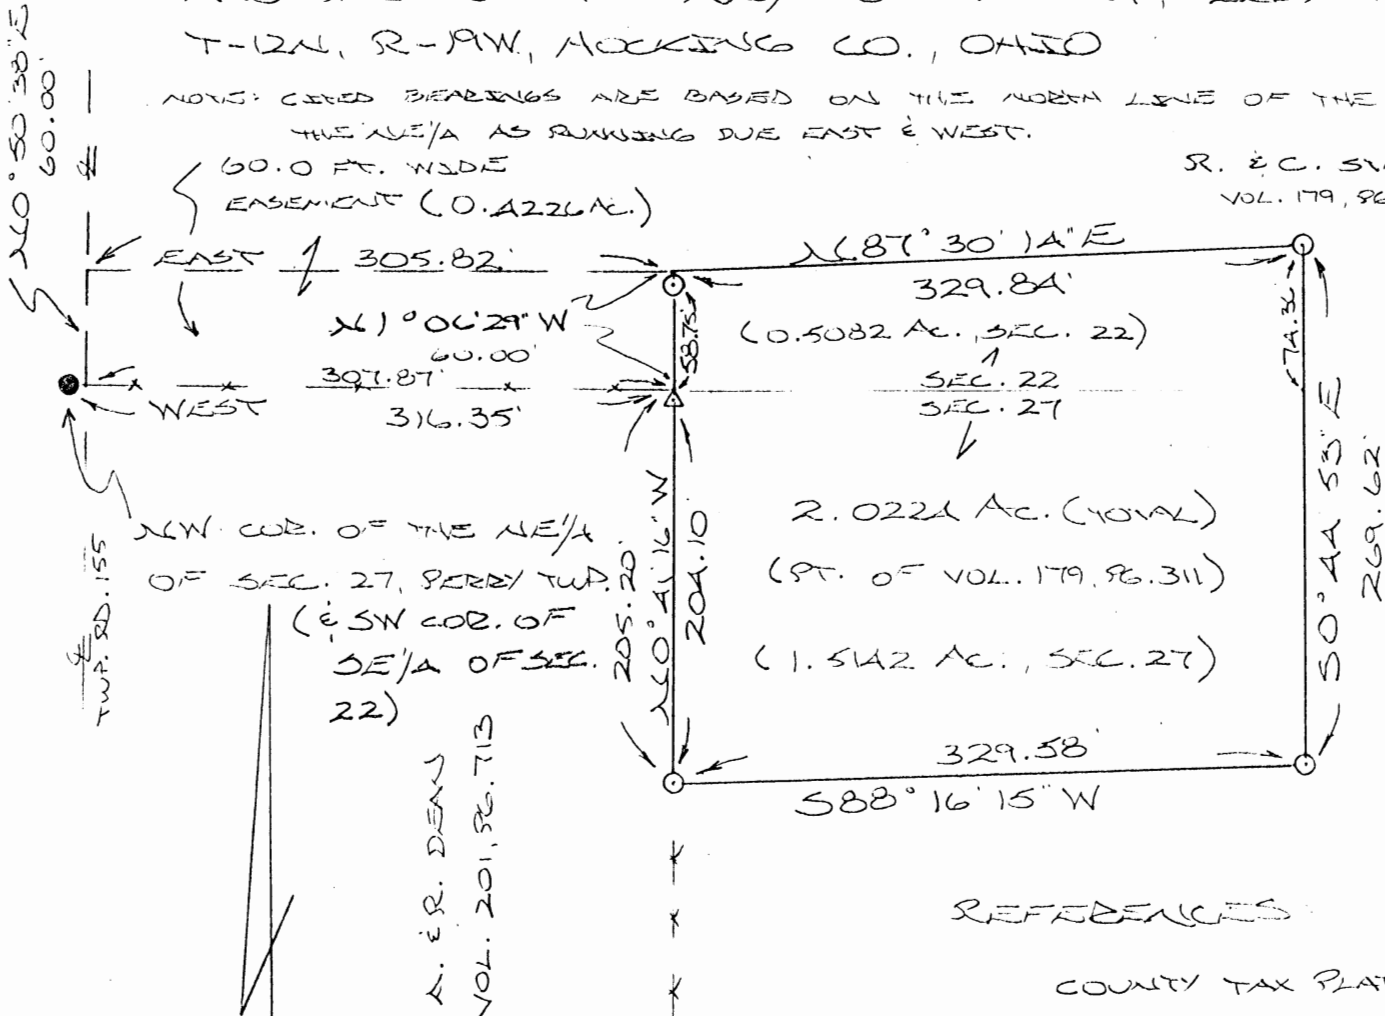 T-12N, R-19W, HOCKING CO., OHIO
NOTE: CITED BEARINGS ARE BASED ON THE NORTH LINE OF THE
THE NE1/4 AS RUNNING DUE EAST & WEST.
N0°50'30"E
60.00'
60.0 FT. WIDE
EASEMENT (0.4226 AC.)
R. & C.
VOL. 179, PG
EAST 305.82'
N87°30'14"E
329.84'
N1°06'29"W
60.00'
58.75'
(0.5082 AC., SEC. 22)
74.36'
307.87'
WEST
316.35'
SEC. 22
SEC. 27
NW. COR. OF THE NE1/4
OF SEC. 27, PERRY TWP.
(& SW COR. OF
SE1/4 OF SEC.
22)
℄
℄
TWP. RD. 155
205.20'
N0°41'16"W
204.10'
2.0224 AC. (TOTAL)
(PT. OF VOL. 179, PG. 311)
(1.5142 AC., SEC. 27)
S0°44'53"E
269.62'
329.58'
S88°16'15"W
& R. DEAN
VOL. 201, PG. 713
REFERENCES
COUNTY TAX PLAT